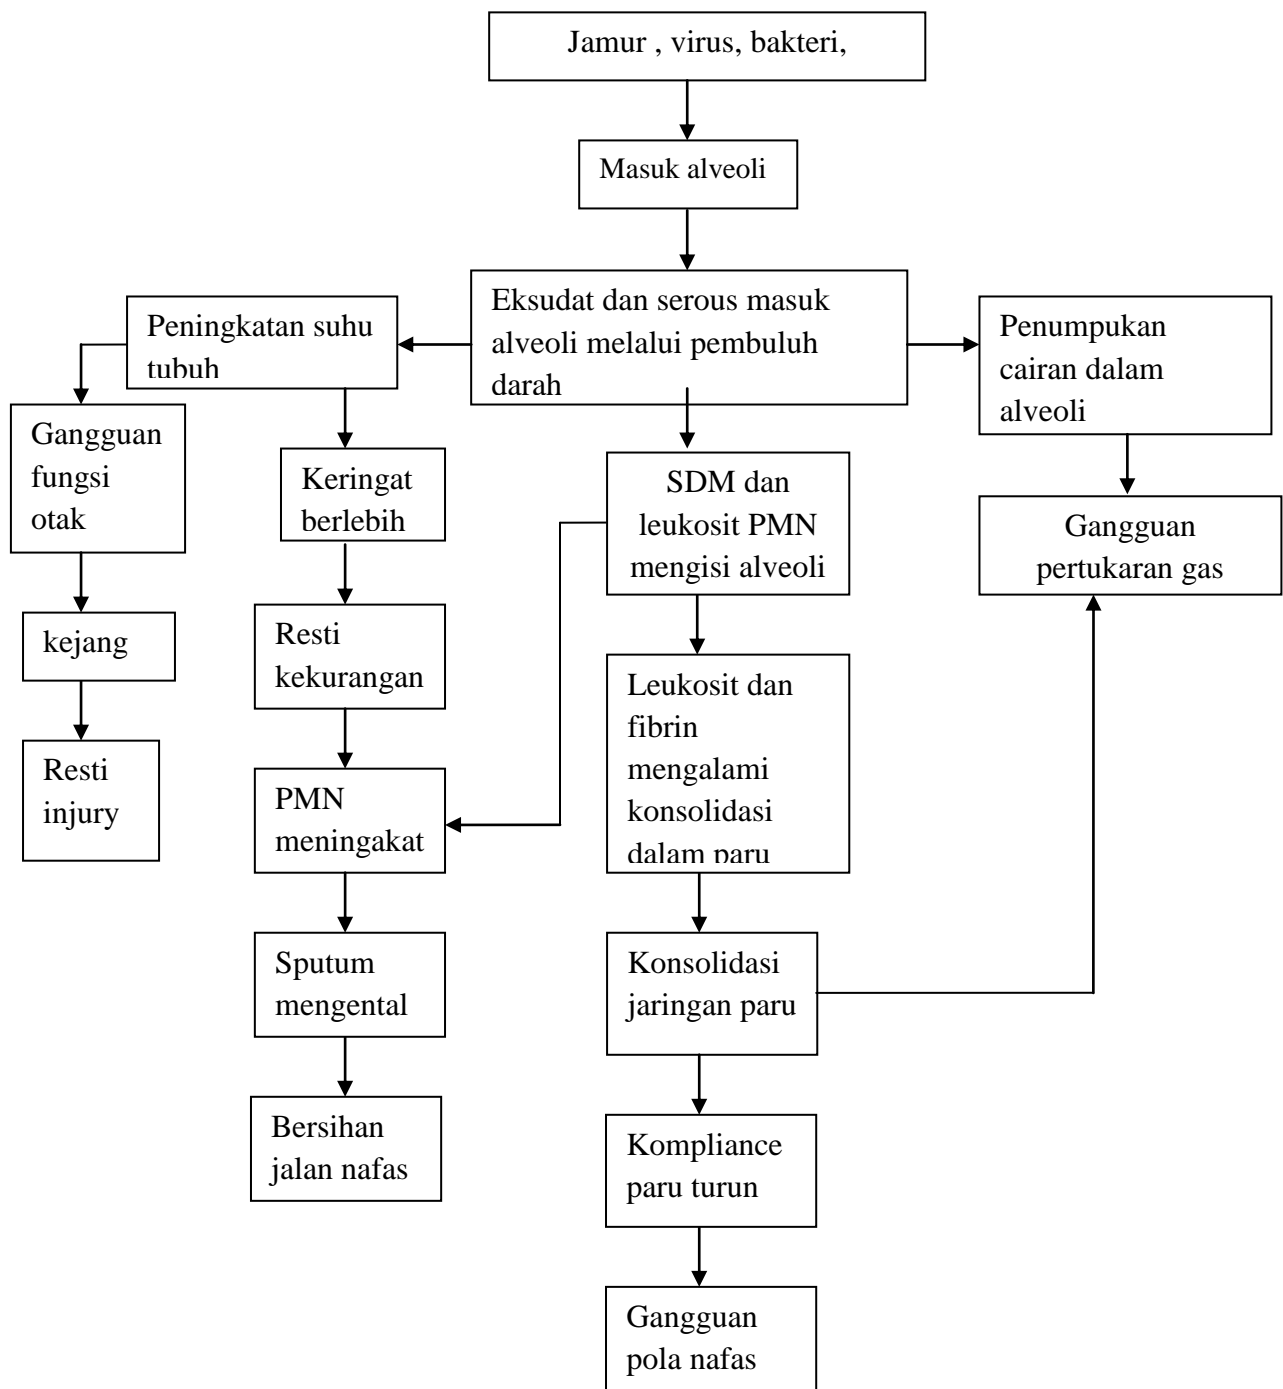 Jamur , virus, bakteri,
Masuk alveoli
Eksudat dan serous masuk
alveoli melalui pembuluh
darah
Peningkatan suhu
tubuh
Penumpukan
cairan dalam
alveoli
Gangguan
fungsi
otak
Keringat
berlebih
SDM dan
leukosit PMN
mengisi alveoli
Gangguan
pertukaran gas
kejang
Resti
kekurangan
Leukosit dan
fibrin
mengalami
konsolidasi
dalam paru
Resti
injury
PMN
meningakat
Sputum
mengental
Konsolidasi
jaringan paru
Bersihan
jalan nafas
Kompliance
paru turun
Gangguan
pola nafas